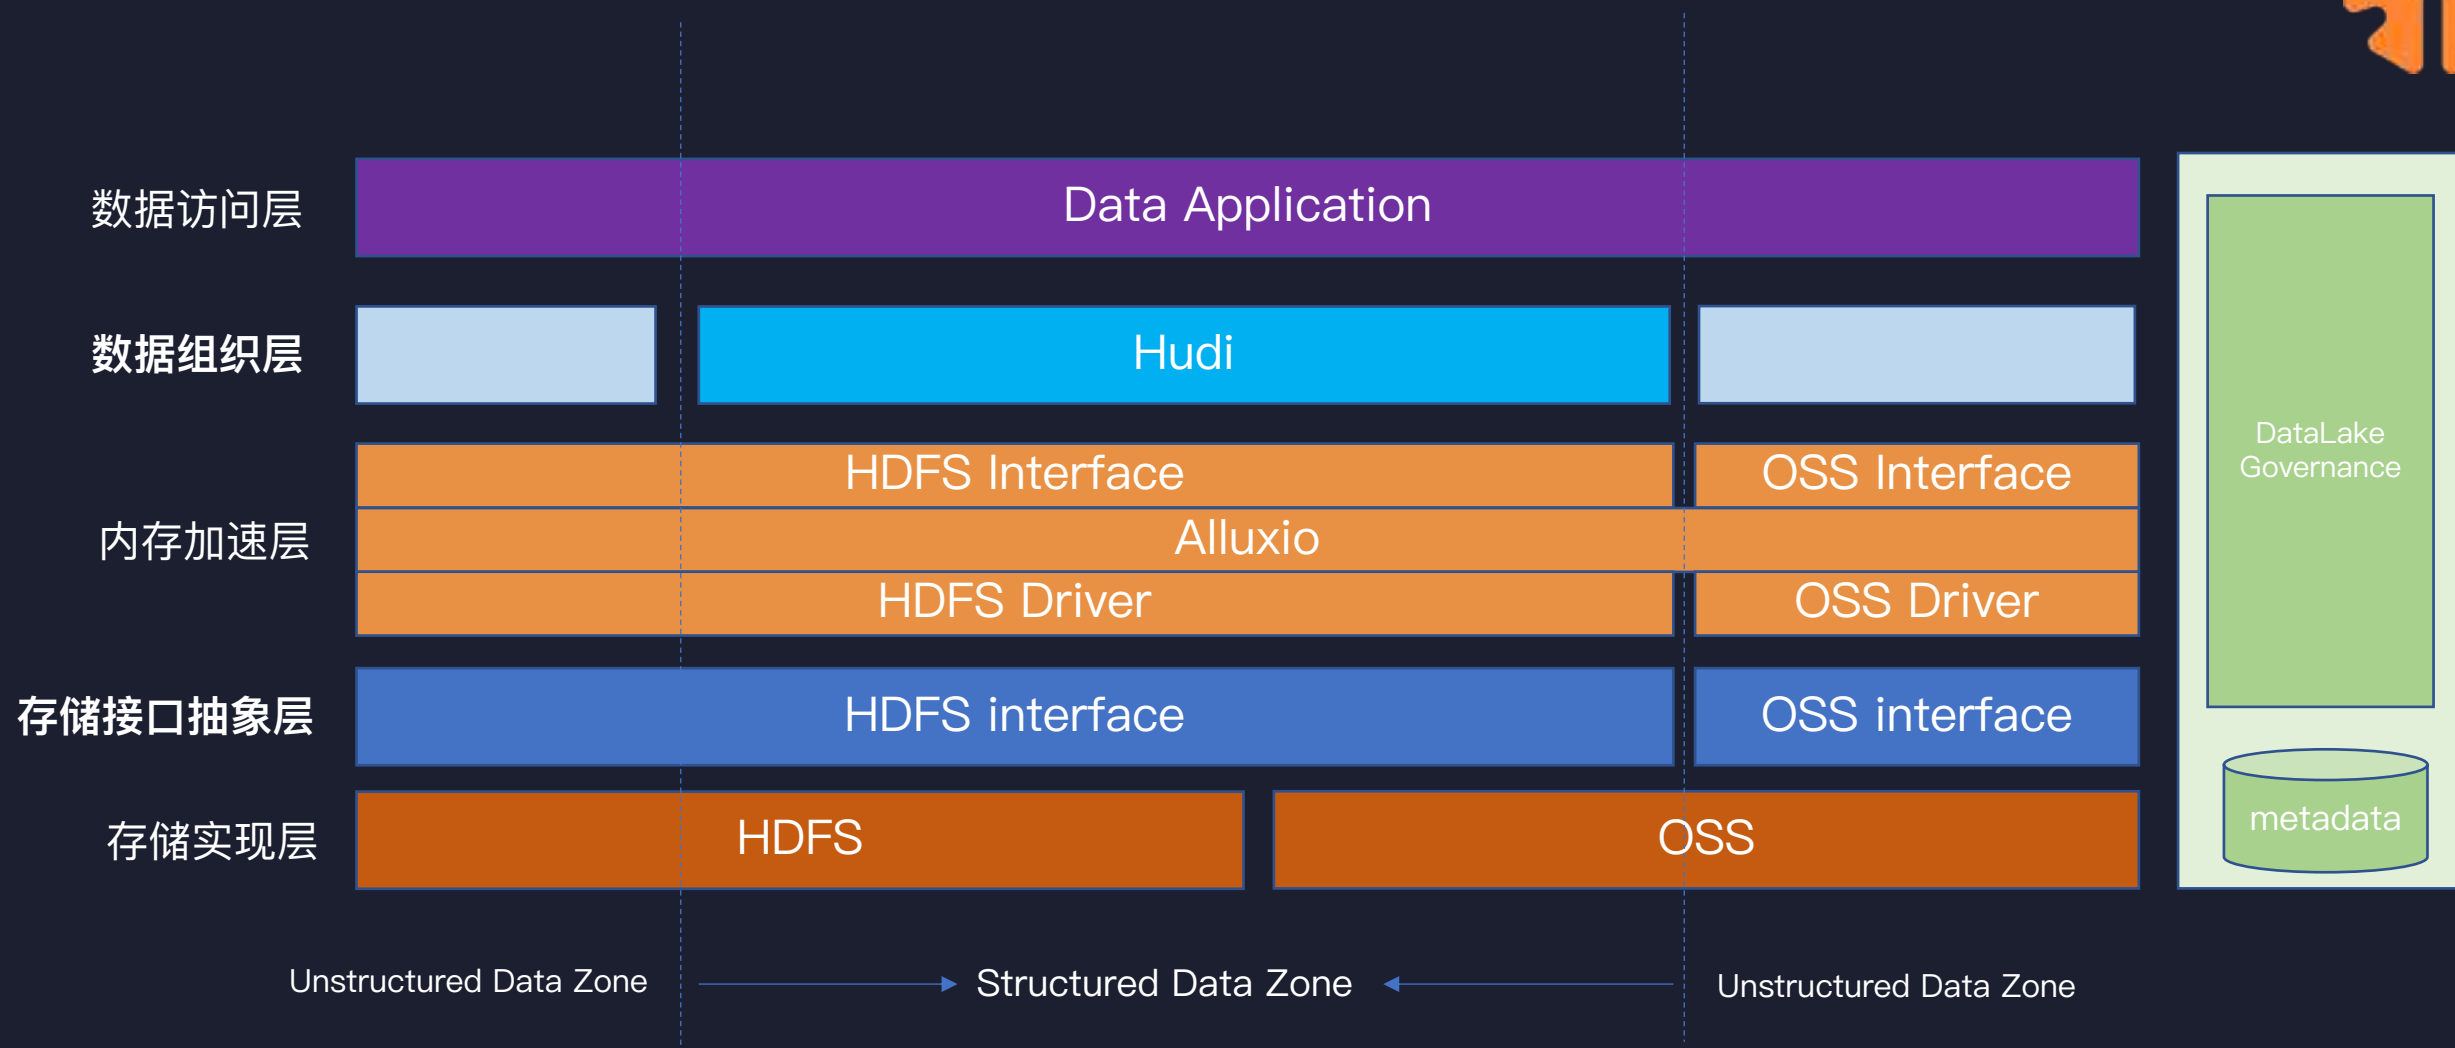 数据访问层
Data Application
数据组织层
Hudi
HDFS Interface
OSS Interface
内存加速层
Alluxio
HDFS Driver
OSS Driver
存储接口抽象层
HDFS interface
OSS interface
存储实现层
HDFS
OSS
DataLake
Governance
metadata
Unstructured Data Zone
Structured Data Zone
Unstructured Data Zone